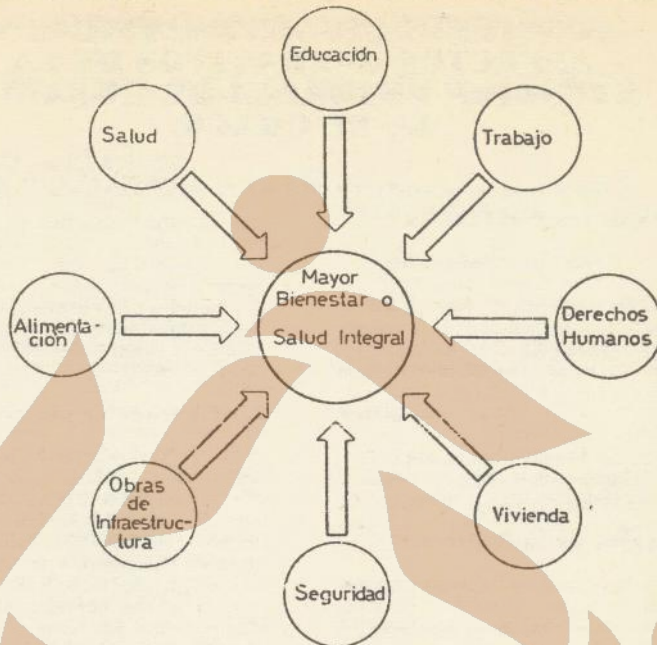 Educación
Salud
Trabajo
Mayor
Bienestar o
Salud Integral
Alimenta-
ción
Derechos
Humanos
Obras
de
Infraestruc-
tura
Vivienda
Seguridad